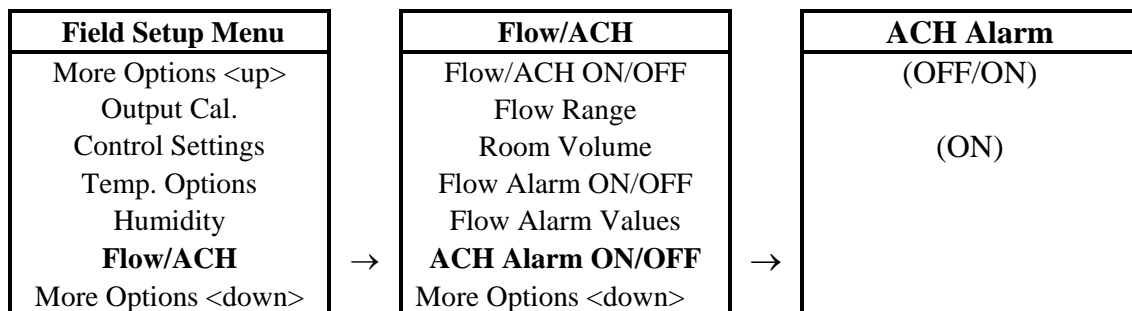 Field Setup Menu
More Options <up>
Output Cal.
Control Settings
Temp. Options
Humidity
Flow/ACH
More Options <down>
→
Flow/ACH
Flow/ACH ON/OFF
Flow Range
Room Volume
Flow Alarm ON/OFF
Flow Alarm Values
ACH Alarm ON/OFF
More Options <down>
→
ACH Alarm
(OFF/ON)
(ON)